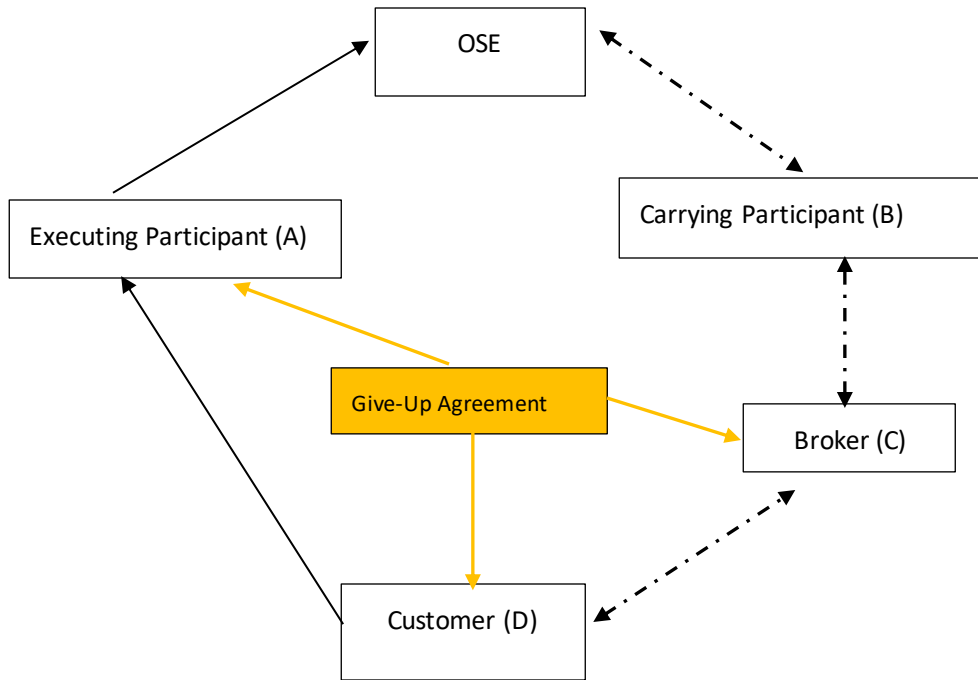 OSE
Carrying Participant (B)
Executing Participant (A)
Give-Up Agreement
Broker (C)
Customer (D)